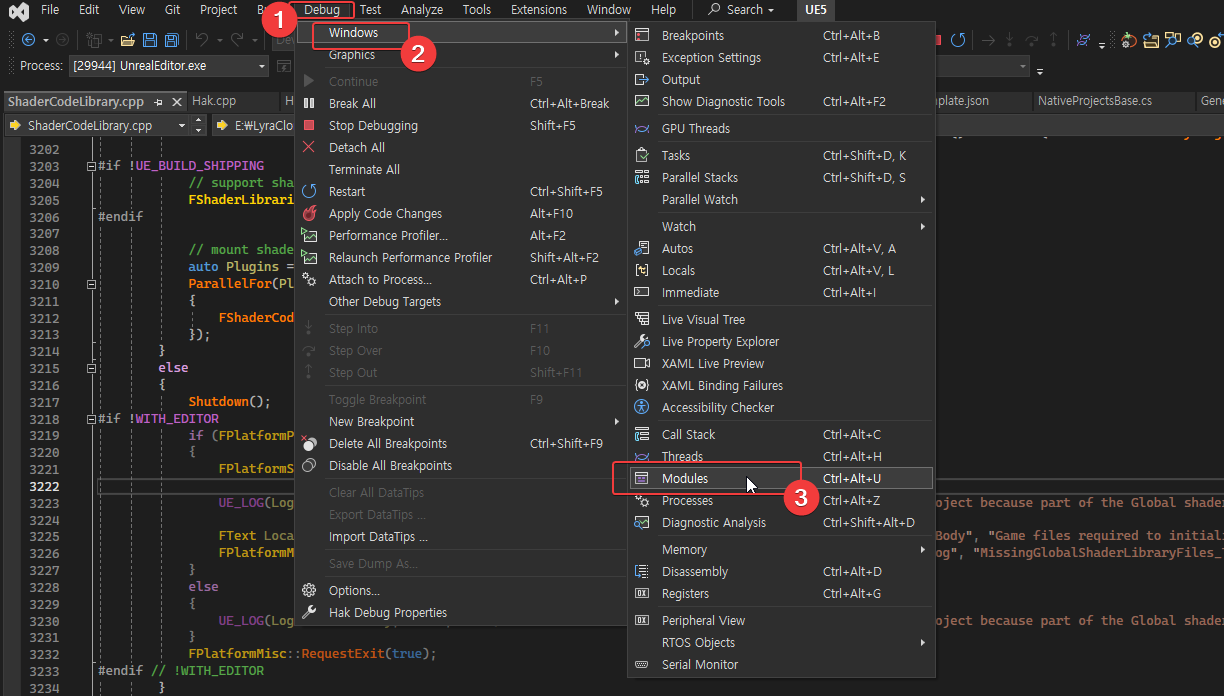 File Edit View Git Project Debug Test Analyze Tools Extensions Window Help Search UE5
1
Process: [29944] UnrealEditor.exe
ShaderCodeLibrary.cpp Hak.cpp plate.json NativeProjectsBase.cs
ShaderCodeLibrary.cpp
Windows
2
Graphics
Continue F5
Break All Ctrl+Alt+Break
Stop Debugging Shift+F5
Detach All
Terminate All
Restart Ctrl+Shift+F5
Apply Code Changes Alt+F10
Performance Profiler... Alt+F2
Relaunch Performance Profiler Shift+Alt+F2
Attach to Process... Ctrl+Alt+P
Other Debug Targets
Step Into F11
Step Over F10
Step Out Shift+F11
Toggle Breakpoint F9
New Breakpoint
Delete All Breakpoints Ctrl+Shift+F9
Disable All Breakpoints
Clear All DataTips
Export DataTips ...
Import DataTips ...
Save Dump As...
Options...
Hak Debug Properties
Breakpoints Ctrl+Alt+B
Exception Settings Ctrl+Alt+E
Output
Show Diagnostic Tools Ctrl+Alt+F2
GPU Threads
Tasks Ctrl+Shift+D, K
Parallel Stacks Ctrl+Shift+D, S
Parallel Watch
Watch
Autos Ctrl+Alt+V, A
Locals Ctrl+Alt+V, L
Immediate Ctrl+Alt+I
Live Visual Tree
Live Property Explorer
XAML Live Preview
XAML Binding Failures
Accessibility Checker
Call Stack Ctrl+Alt+C
Threads Ctrl+Alt+H
Modules Ctrl+Alt+U
3
Processes Ctrl+Alt+Z
Diagnostic Analysis Ctrl+Shift+Alt+D
Memory
Disassembly Ctrl+Alt+D
Registers Ctrl+Alt+G
Peripheral View
RTOS Objects
Serial Monitor
3202
3203 #if !UE_BUILD_SHIPPING
3204 // support sha
3205 FShaderLibrari
3206 #endif
3207
3208 // mount shade
3209 auto Plugins =
3210 ParallelFor(Pl
3211 {
3212 FShaderCod
3213 });
3214 }
3215 else
3216 {
3217 Shutdown();
3218 #if !WITH_EDITOR
3219 if (FPlatformP
3220 {
3221 FPlatformS
3222
3223 UE_LOG(Log oject because part of the Global shader
3224
3225 FText Loca Body", "Game files required to initiali
3226 FPlatformM og", "MissingGlobalShaderLibraryFiles_
3227 }
3228 else
3229 {
3230 UE_LOG(Log oject because part of the Global shader
3231 }
3232 FPlatformMisc::RequestExit(true);
3233 #endif // !WITH_EDITOR
3234 }